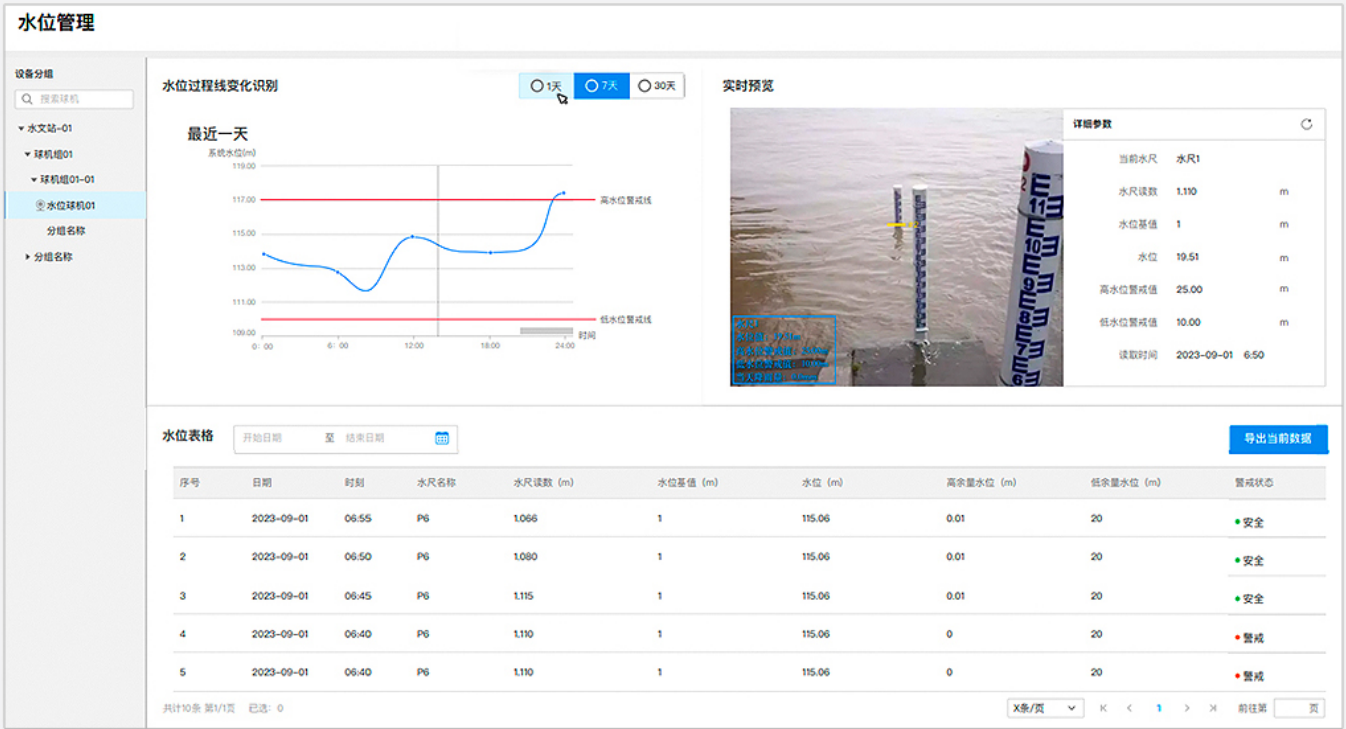 水位管理
设备分组
搜索球机
水文站-01
球机组01
球机组01-01
水位球机01
分组名称
分组名称
水位过程线变化识别
1天 7天 30天
最近一天
系统水位(m)
119.00
117.00 高水位警戒线
115.00
113.00
111.00
109.00 低水位警戒线
时间
0:00 6:00 12:00 18:00 24:00
实时预览
11
10
9
8
7
6
详细参数
当前水尺 水尺1
水尺读数 1.110 m
水位基值 1 m
水位 19.51 m
高水位警戒值 25.00 m
低水位警戒值 10.00 m
读取时间 2023-09-01 6:50
水位表格 开始日期 至 结束日期 导出当前数据
序号 日期 时刻 水尺名称 水尺读数 (m) 水位基值 (m) 水位 (m) 高余量水位 (m) 低余量水位 (m) 警戒状态
1 2023-09-01 06:55 P6 1.066 1 115.06 0.01 20 安全
2 2023-09-01 06:50 P6 1.080 1 115.06 0.01 20 安全
3 2023-09-01 06:45 P6 1.115 1 115.06 0.01 20 安全
4 2023-09-01 06:40 P6 1.110 1 115.06 0 20 警戒
5 2023-09-01 06:40 P6 1.110 1 115.06 0 20 警戒
共计10条 第1/1页 已选: 0 X条/页 1 前往第 页